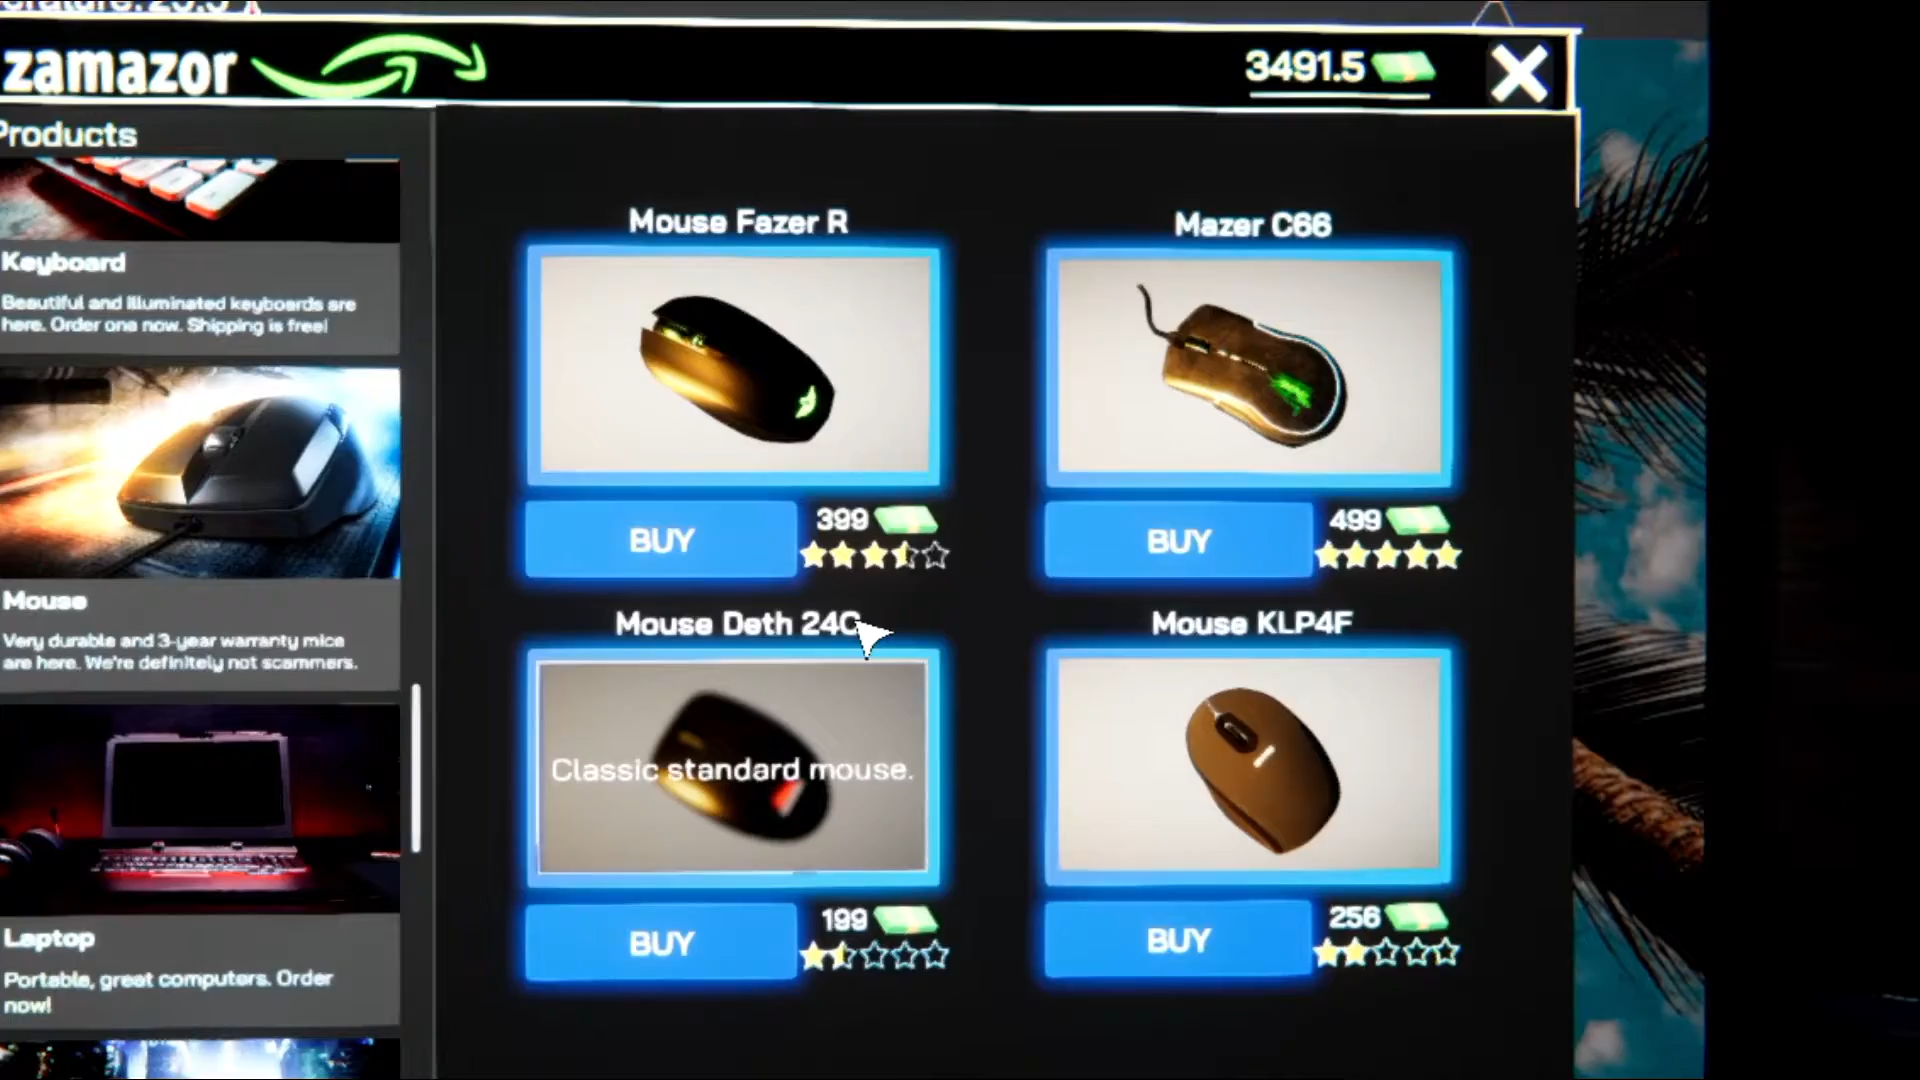 zamazor
3491.5
Products
Keyboard
Beautiful and illuminated keyboards are
here. Order one now. Shipping is free!
Mouse
Very durable and 3-year warranty mice
are here. We're definitely not scammers.
Laptop
Portable, great computers. Order
now!
Mouse Fazer R
BUY
399
Mazer C66
BUY
499
Mouse Deth 24C
Classic standard mouse.
BUY
199
Mouse KLP4F
BUY
256